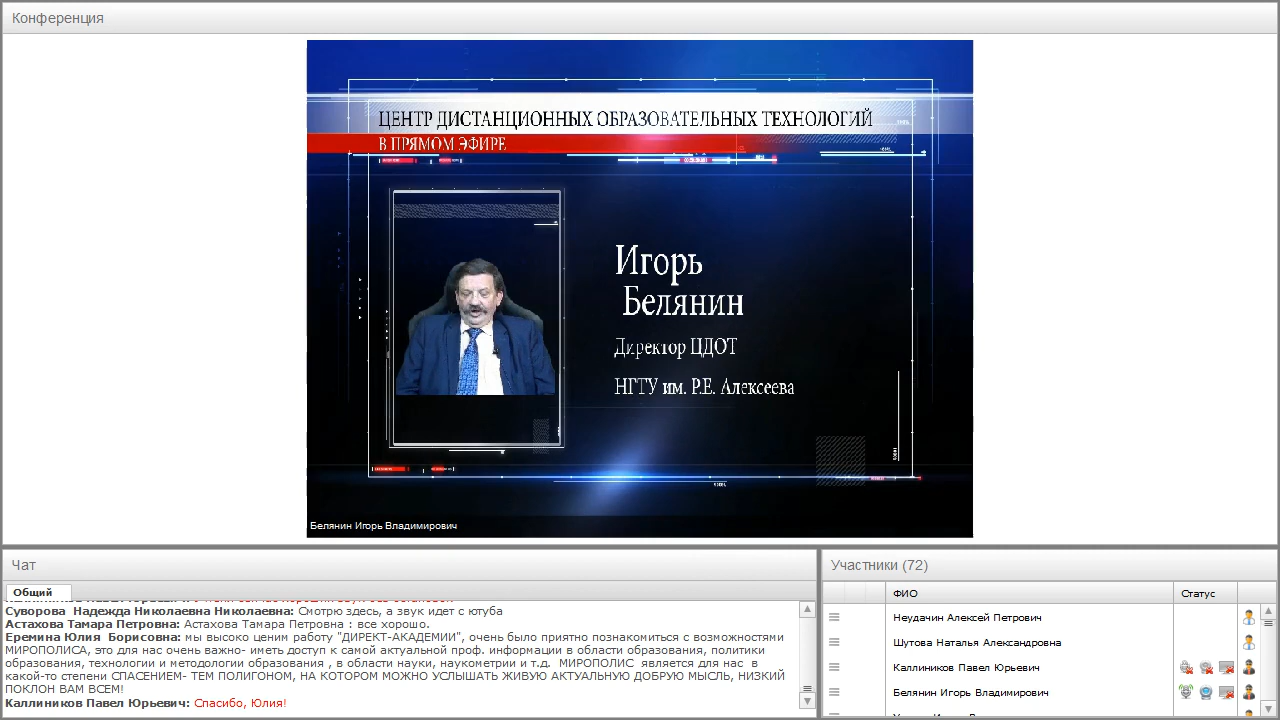 Конференция
ЦЕНТР ДИСТАНЦИОННЫХ ОБРАЗОВАТЕЛЬНЫХ ТЕХНОЛОГИЙ
В ПРЯМОМ ЭФИРЕ
Игорь
Белянин
Директор ЦДОТ
НГТУ им. Р.Е. Алексеева
Белянин Игорь Владимирович
Чат
Общий
Суворова Надежда Николаевна Николаевна: Смотрю здесь, а звук идет с ютуба
Астахова Тамара Петровна: Астахова Тамара Петровна : все хорошо.
Еремина Юлия Борисовна: мы высоко ценим работу "ДИРЕКТ-АКАДЕМИИ", очень было приятно познакомиться с возможностями
МИРОПОЛИСА, это для нас очень важно- иметь доступ к самой актуальной проф. информации в области образования, политики
образования, технологии и методологии образования , в области науки, наукометрии и т.д. МИРОПОЛИС является для нас в
какой-то степени СПАСЕНИЕМ- ТЕМ ПОЛИГОНОМ, НА КОТОРОМ МОЖНО УСЛЫШАТЬ ЖИВУЮ АКТУАЛЬНУЮ ДОБРУЮ МЫСЛЬ, НИЗКИЙ
ПОКЛОН ВАМ ВСЕМ!
Каллиников Павел Юрьевич: Спасибо, Юлия!
Участники (72)
ФИО Статус
Неудачин Алексей Петрович
Шутова Наталья Александровна
Каллиников Павел Юрьевич
Белянин Игорь Владимирович